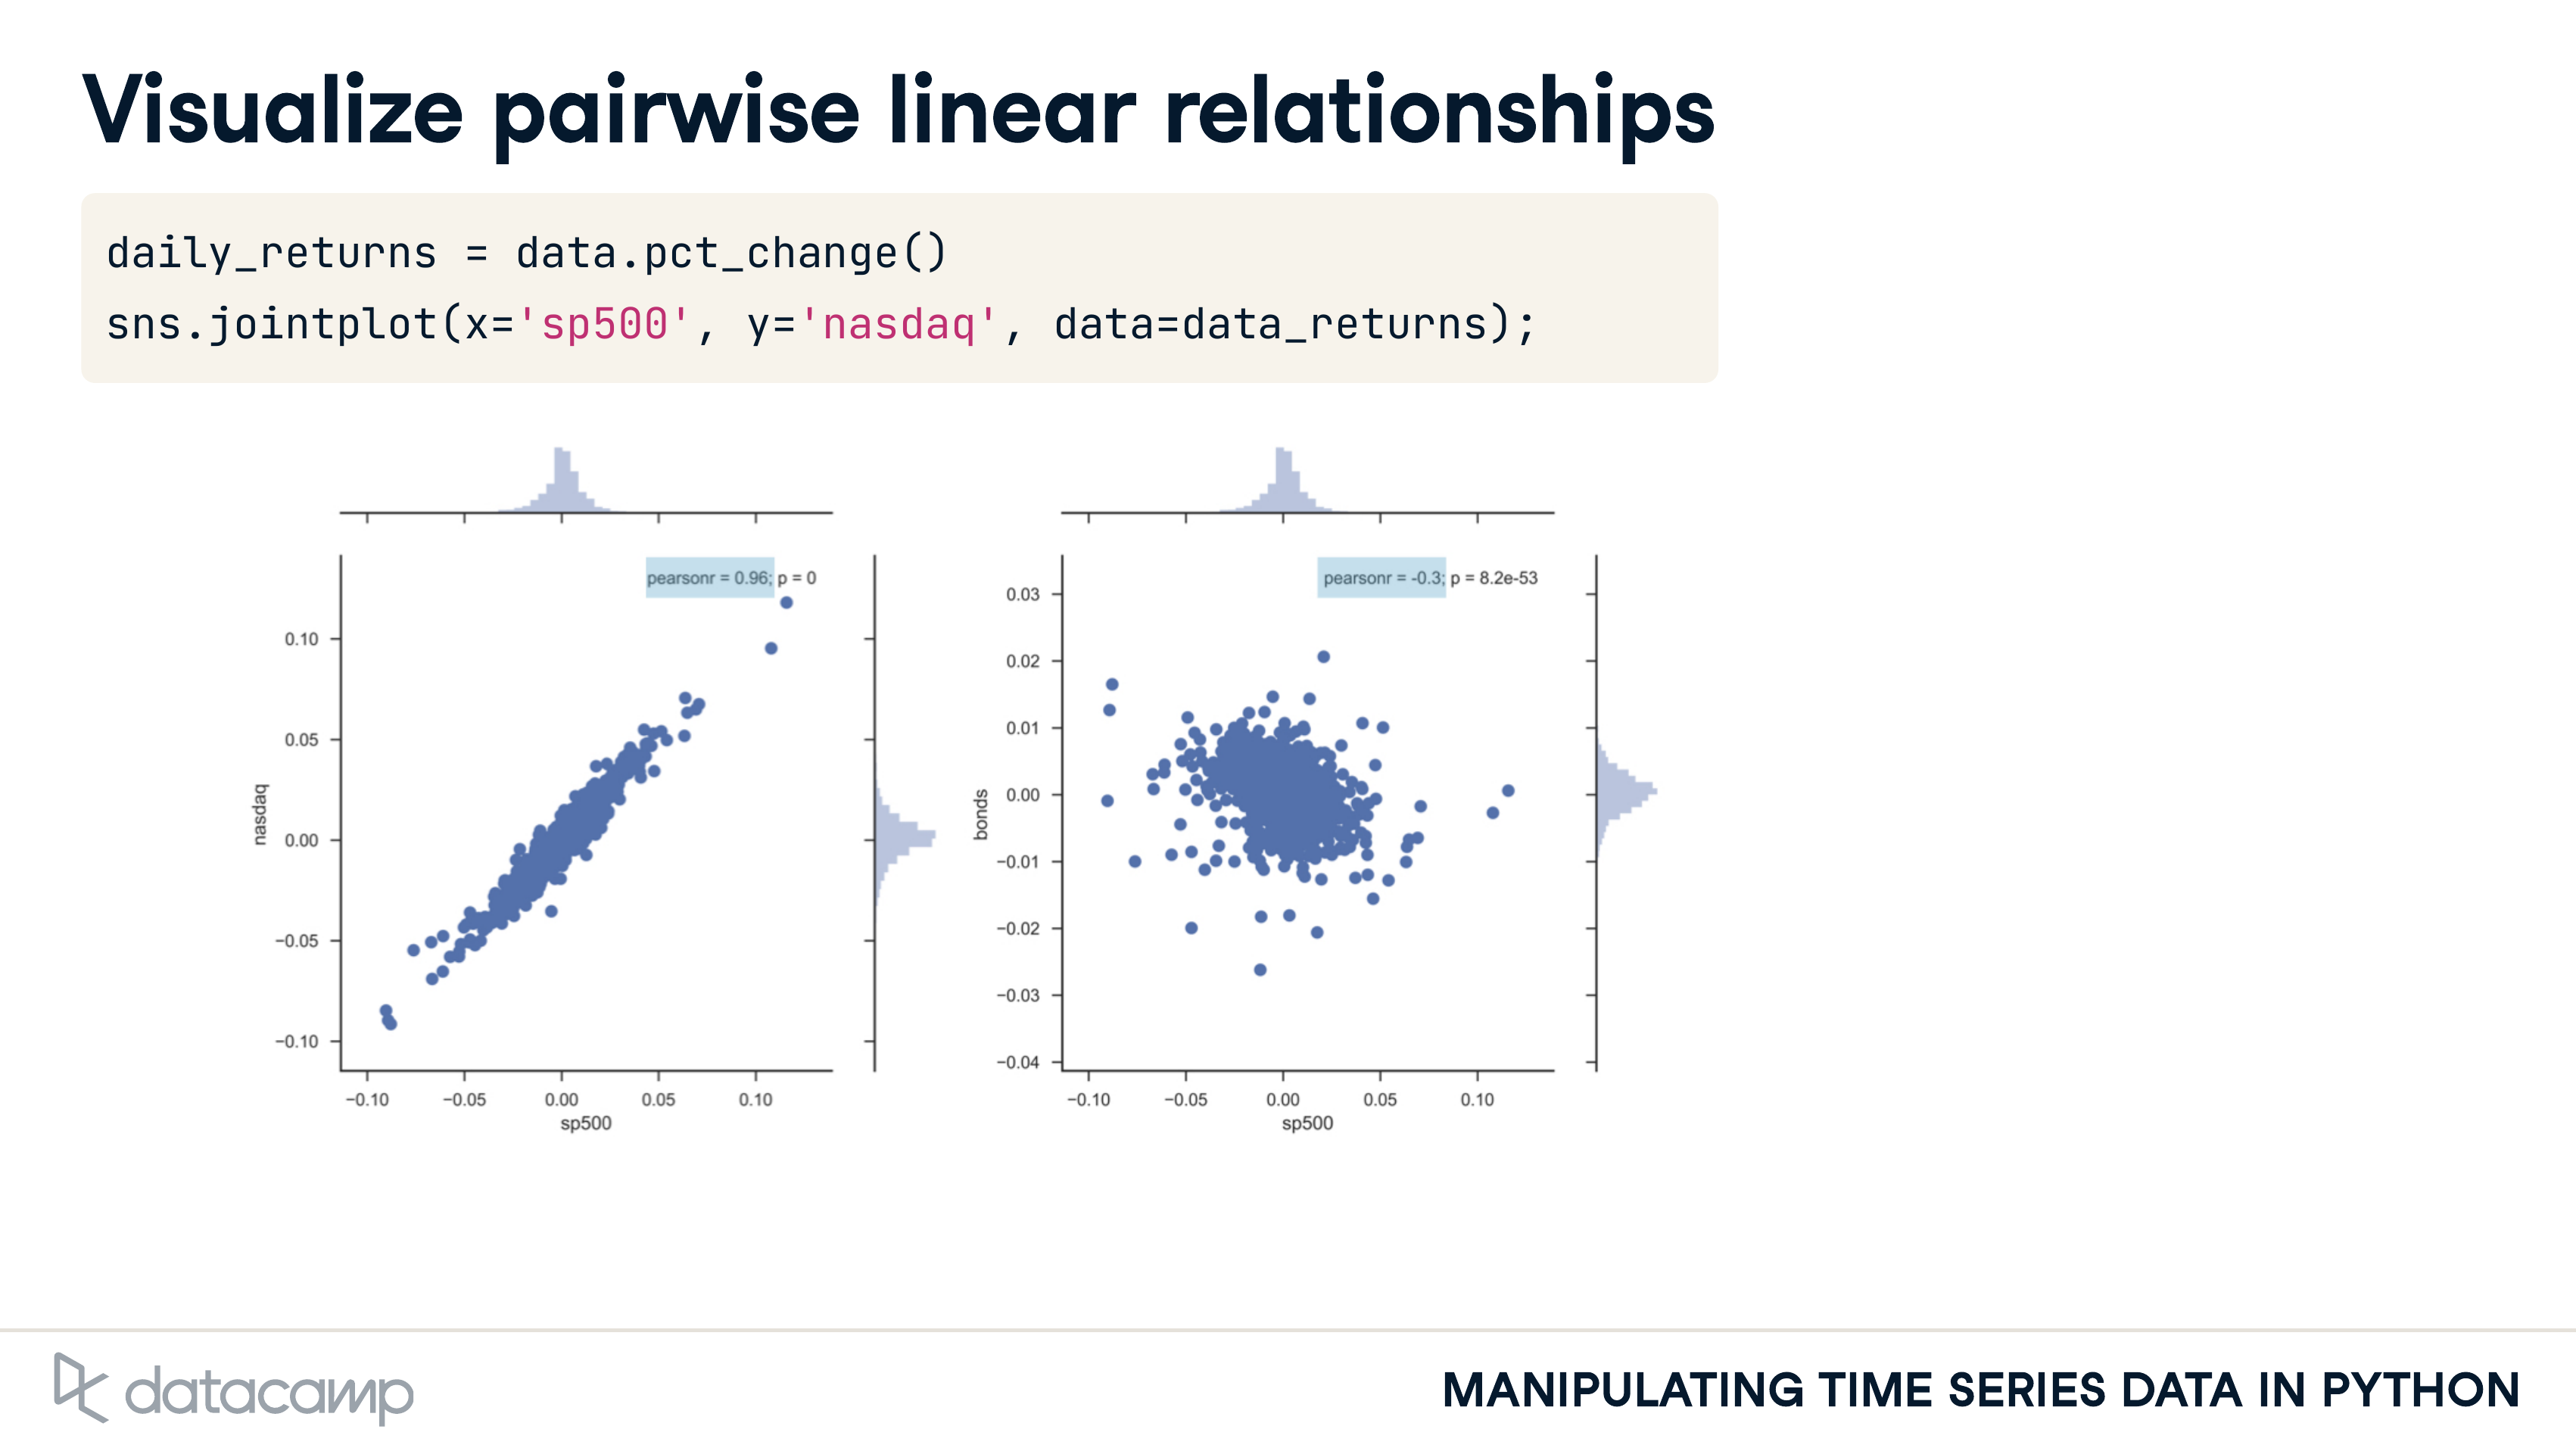 Visualize pairwise linear relationships
daily_returns = data.pct_change()
sns.jointplot(x='sp500', y='nasdaq', data=data_returns);
pearsonr = 0.96; p = 0
0.10
0.05
0.00
−0.05
−0.10
nasdaq
−0.10 −0.05 0.00 0.05 0.10
sp500
pearsonr = -0.3; p = 8.2e-53
0.03
0.02
0.01
0.00
−0.01
−0.02
−0.03
−0.04
bonds
−0.10 −0.05 0.00 0.05 0.10
sp500
datacamp
MANIPULATING TIME SERIES DATA IN PYTHON